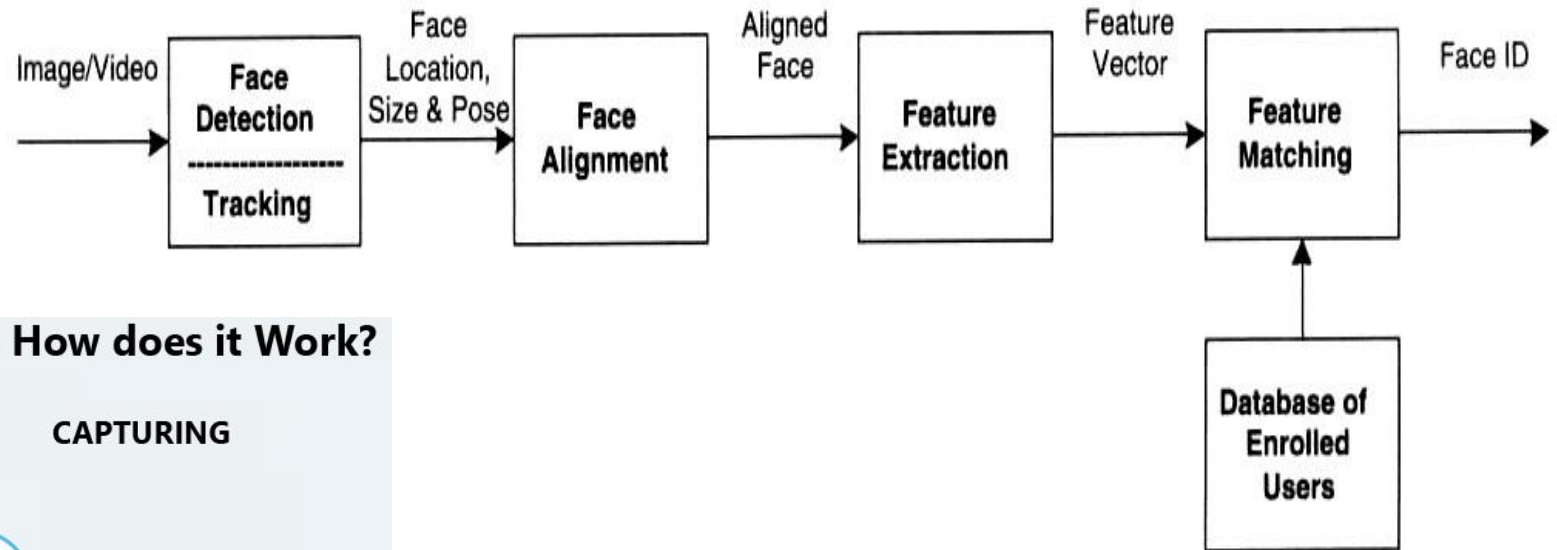 Image/Video
Face
Detection
Tracking
Face
Location,
Size & Pose
Face
Alignment
Aligned
Face
Feature
Extraction
Feature
Vector
Feature
Matching
Face ID
Database of
Enrolled
Users
How does it Work?
CAPTURING